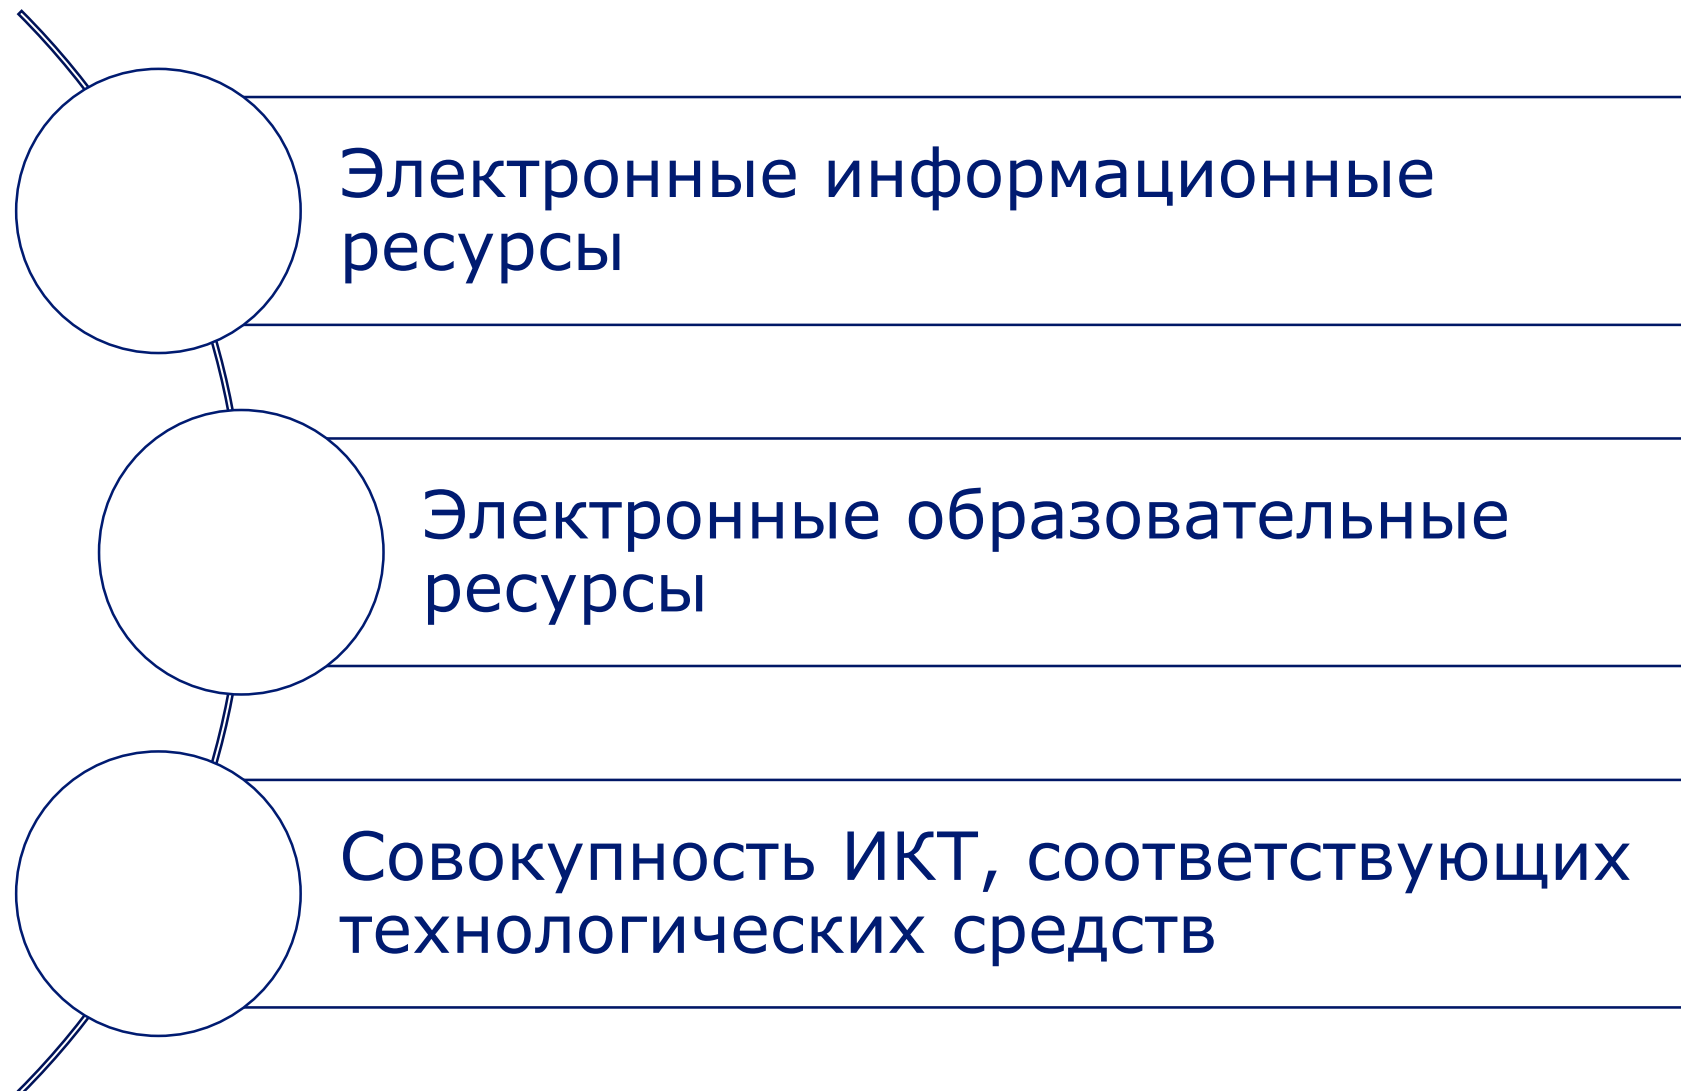 Электронные информационные
ресурсы
Электронные образовательные
ресурсы
Совокупность ИКТ, соответствующих
технологических средств